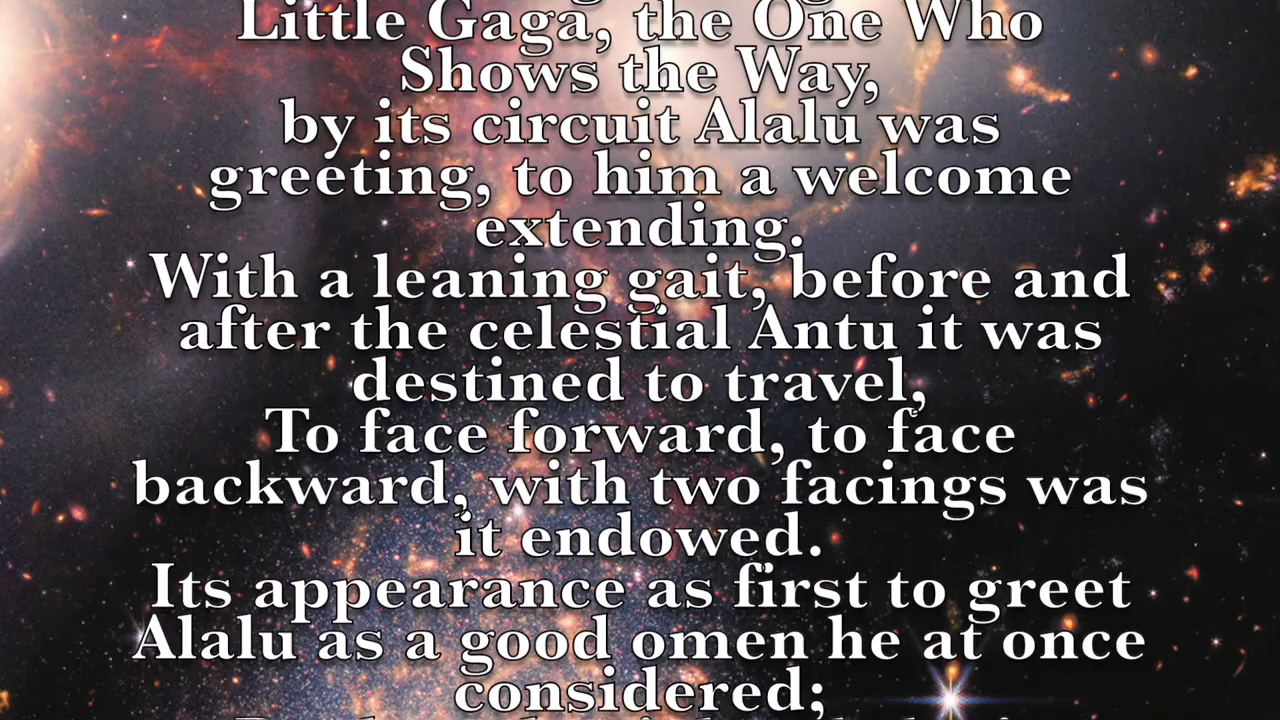 Little Gaga, the One Who
Shows the Way,
by its circuit Alalu was
greeting, to him a welcome
extending.
With a leaning gait, before and
after the celestial Antu it was
destined to travel,
To face forward, to face
backward, with two facings was
it endowed.
Its appearance as first to greet
Alalu as a good omen he at once
considered;